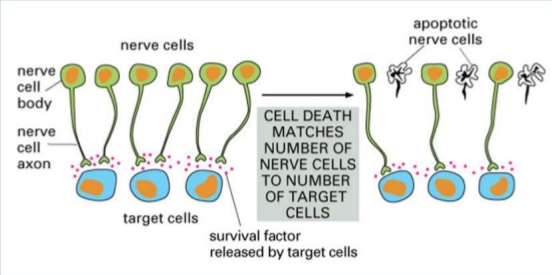 nerve cells
nerve
cell
body
nerve
cell
axon
target cells
survival factor
released by target cells
CELL DEATH
MATCHES
NUMBER OF
NERVE CELLS
TO NUMBER
OF TARGET
CELLS
apoptotic
nerve cells